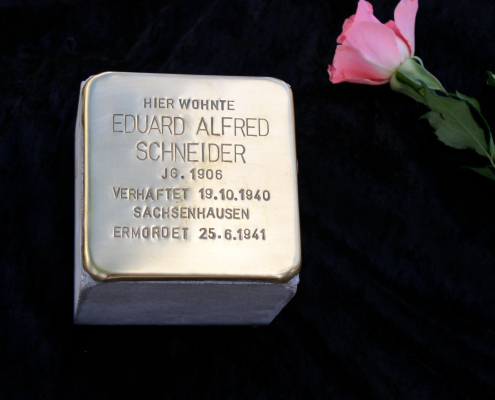 HIER WOHNTE
EDUARD ALFRED
SCHNEIDER
JG. 1906
VERHAFTET 19.10.1940
SACHSENHAUSEN
ERMORDET 25.6.1941